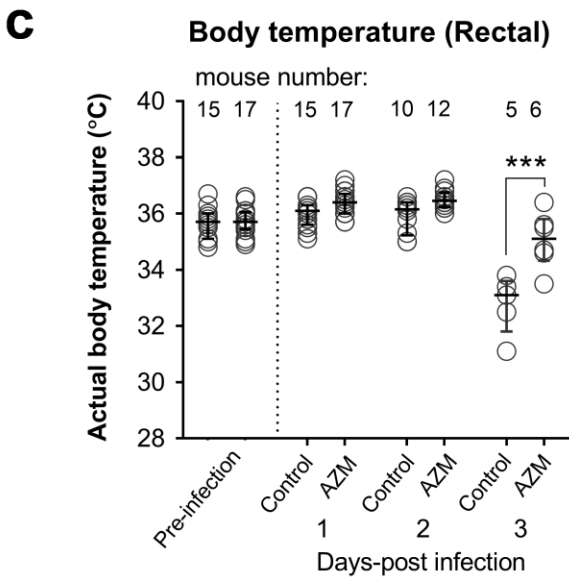 c
Body temperature (Rectal)
mouse number:
15 17 15 17 10 12 5 6
***
Actual body temperature (°C)
40
38
36
34
32
30
28
Pre-infection
Control AZM Control AZM Control AZM
1 2 3
Days-post infection